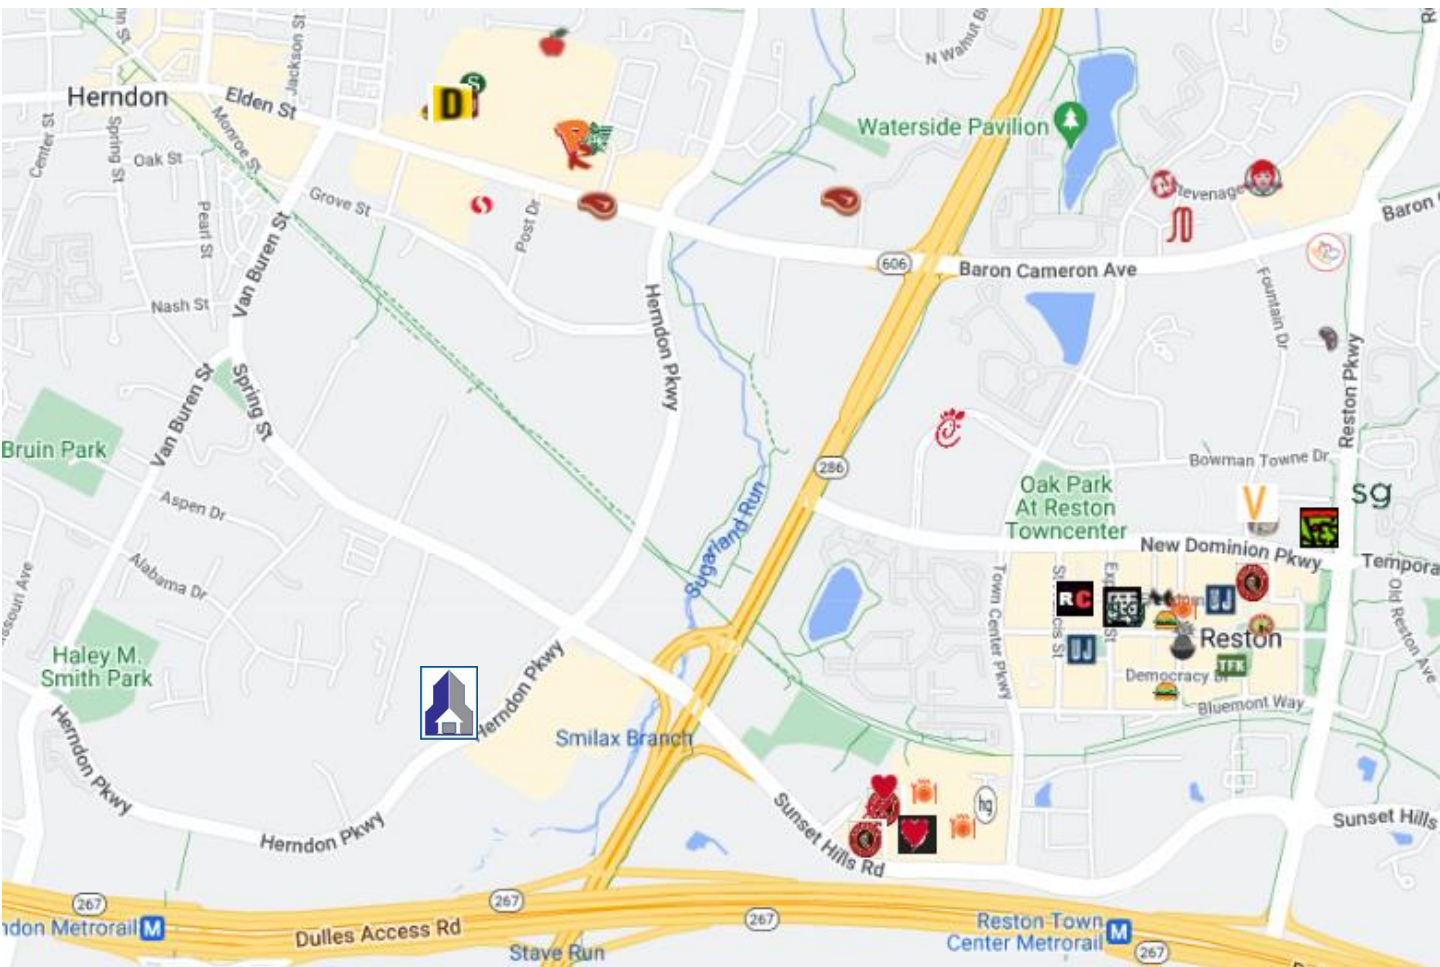 N Walnut B
Jackson St
Herndon
Elden St
D
S
Monroe St
Center St
Spring St
Oak St
Pearl St
Grove St
Post Dr
Van Buren St
Nash St
Waterside Pavilion
tevenage
Baron
606
Baron Cameron Ave
Fountain Dr
Herndon Pkwy
Reston Pkwy
Spring St
Van Buren St
Bruin Park
Aspen Dr
Alabama Dr
ssouri Ave
286
Bowman Towne Dr
Oak Park
At Reston
Towncenter
V
sg
Sugarland Run
New Dominion Pkwy
Tempora
Town Center Pkwy
Old Reston Ave
RC
UJ
UJ
Reston
TFK
Democracy
Bluemont Way
Haley M.
Smith Park
Herndon Pkwy
Herndon Pkwy
Smilax Branch
Herndon Pkwy
hg
Sunset Hills Rd
Sunset Hills
267
267
267
267
ndon Metrorail M
Dulles Access Rd
Reston Town
Center Metrorail M
Stave Run